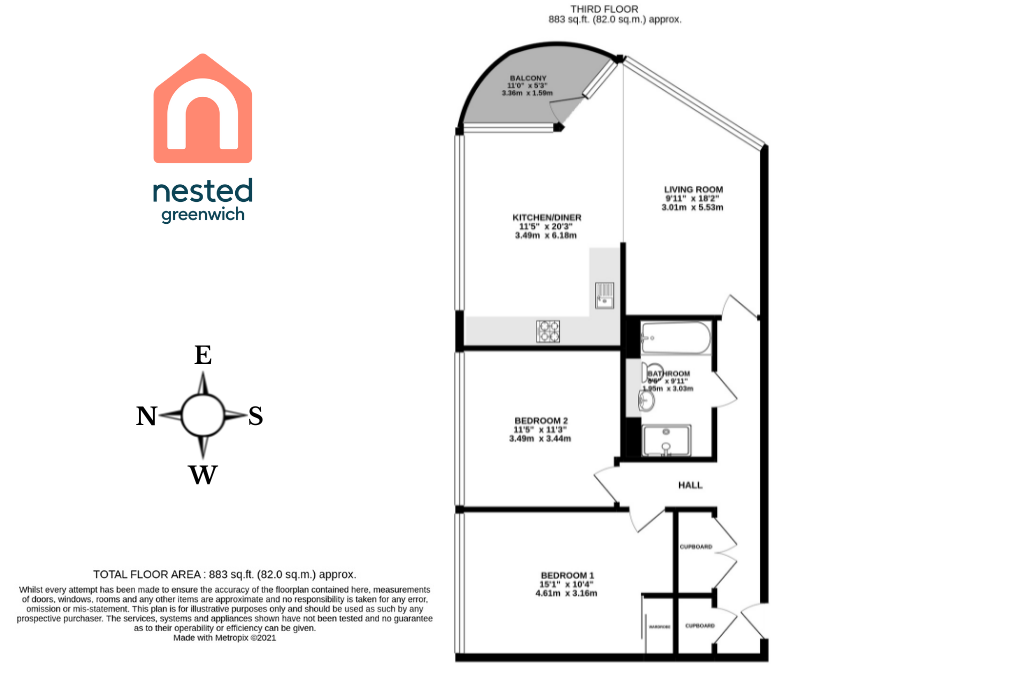 THIRD FLOOR
883 sq.ft. (82.0 sq.m.) approx.
nested
greenwich
BALCONY
11'0" x 5'3"
3.36m x 1.59m
LIVING ROOM
9'11" x 18'2"
3.01m x 5.53m
KITCHEN/DINER
11'5" x 20'3"
3.49m x 6.18m
E
N
S
W
BATHROOM
x 9'11"
1.95m x 3.03m
BEDROOM 2
11'5" x 11'3"
3.49m x 3.44m
HALL
CUPBOARD
BEDROOM 1
15'1" x 10'4"
4.61m x 3.16m
WARDROBE
CUPBOARD
TOTAL FLOOR AREA : 883 sq.ft. (82.0 sq.m.) approx.
Whilst every attempt has been made to ensure the accuracy of the floorplan contained here, measurements
of doors, windows, rooms and any other items are approximate and no responsibility is taken for any error,
omission or mis-statement. This plan is for illustrative purposes only and should be used as such by any
prospective purchaser. The services, systems and appliances shown have not been tested and no guarantee
as to their operability or efficiency can be given.
Made with Metropix ©2021